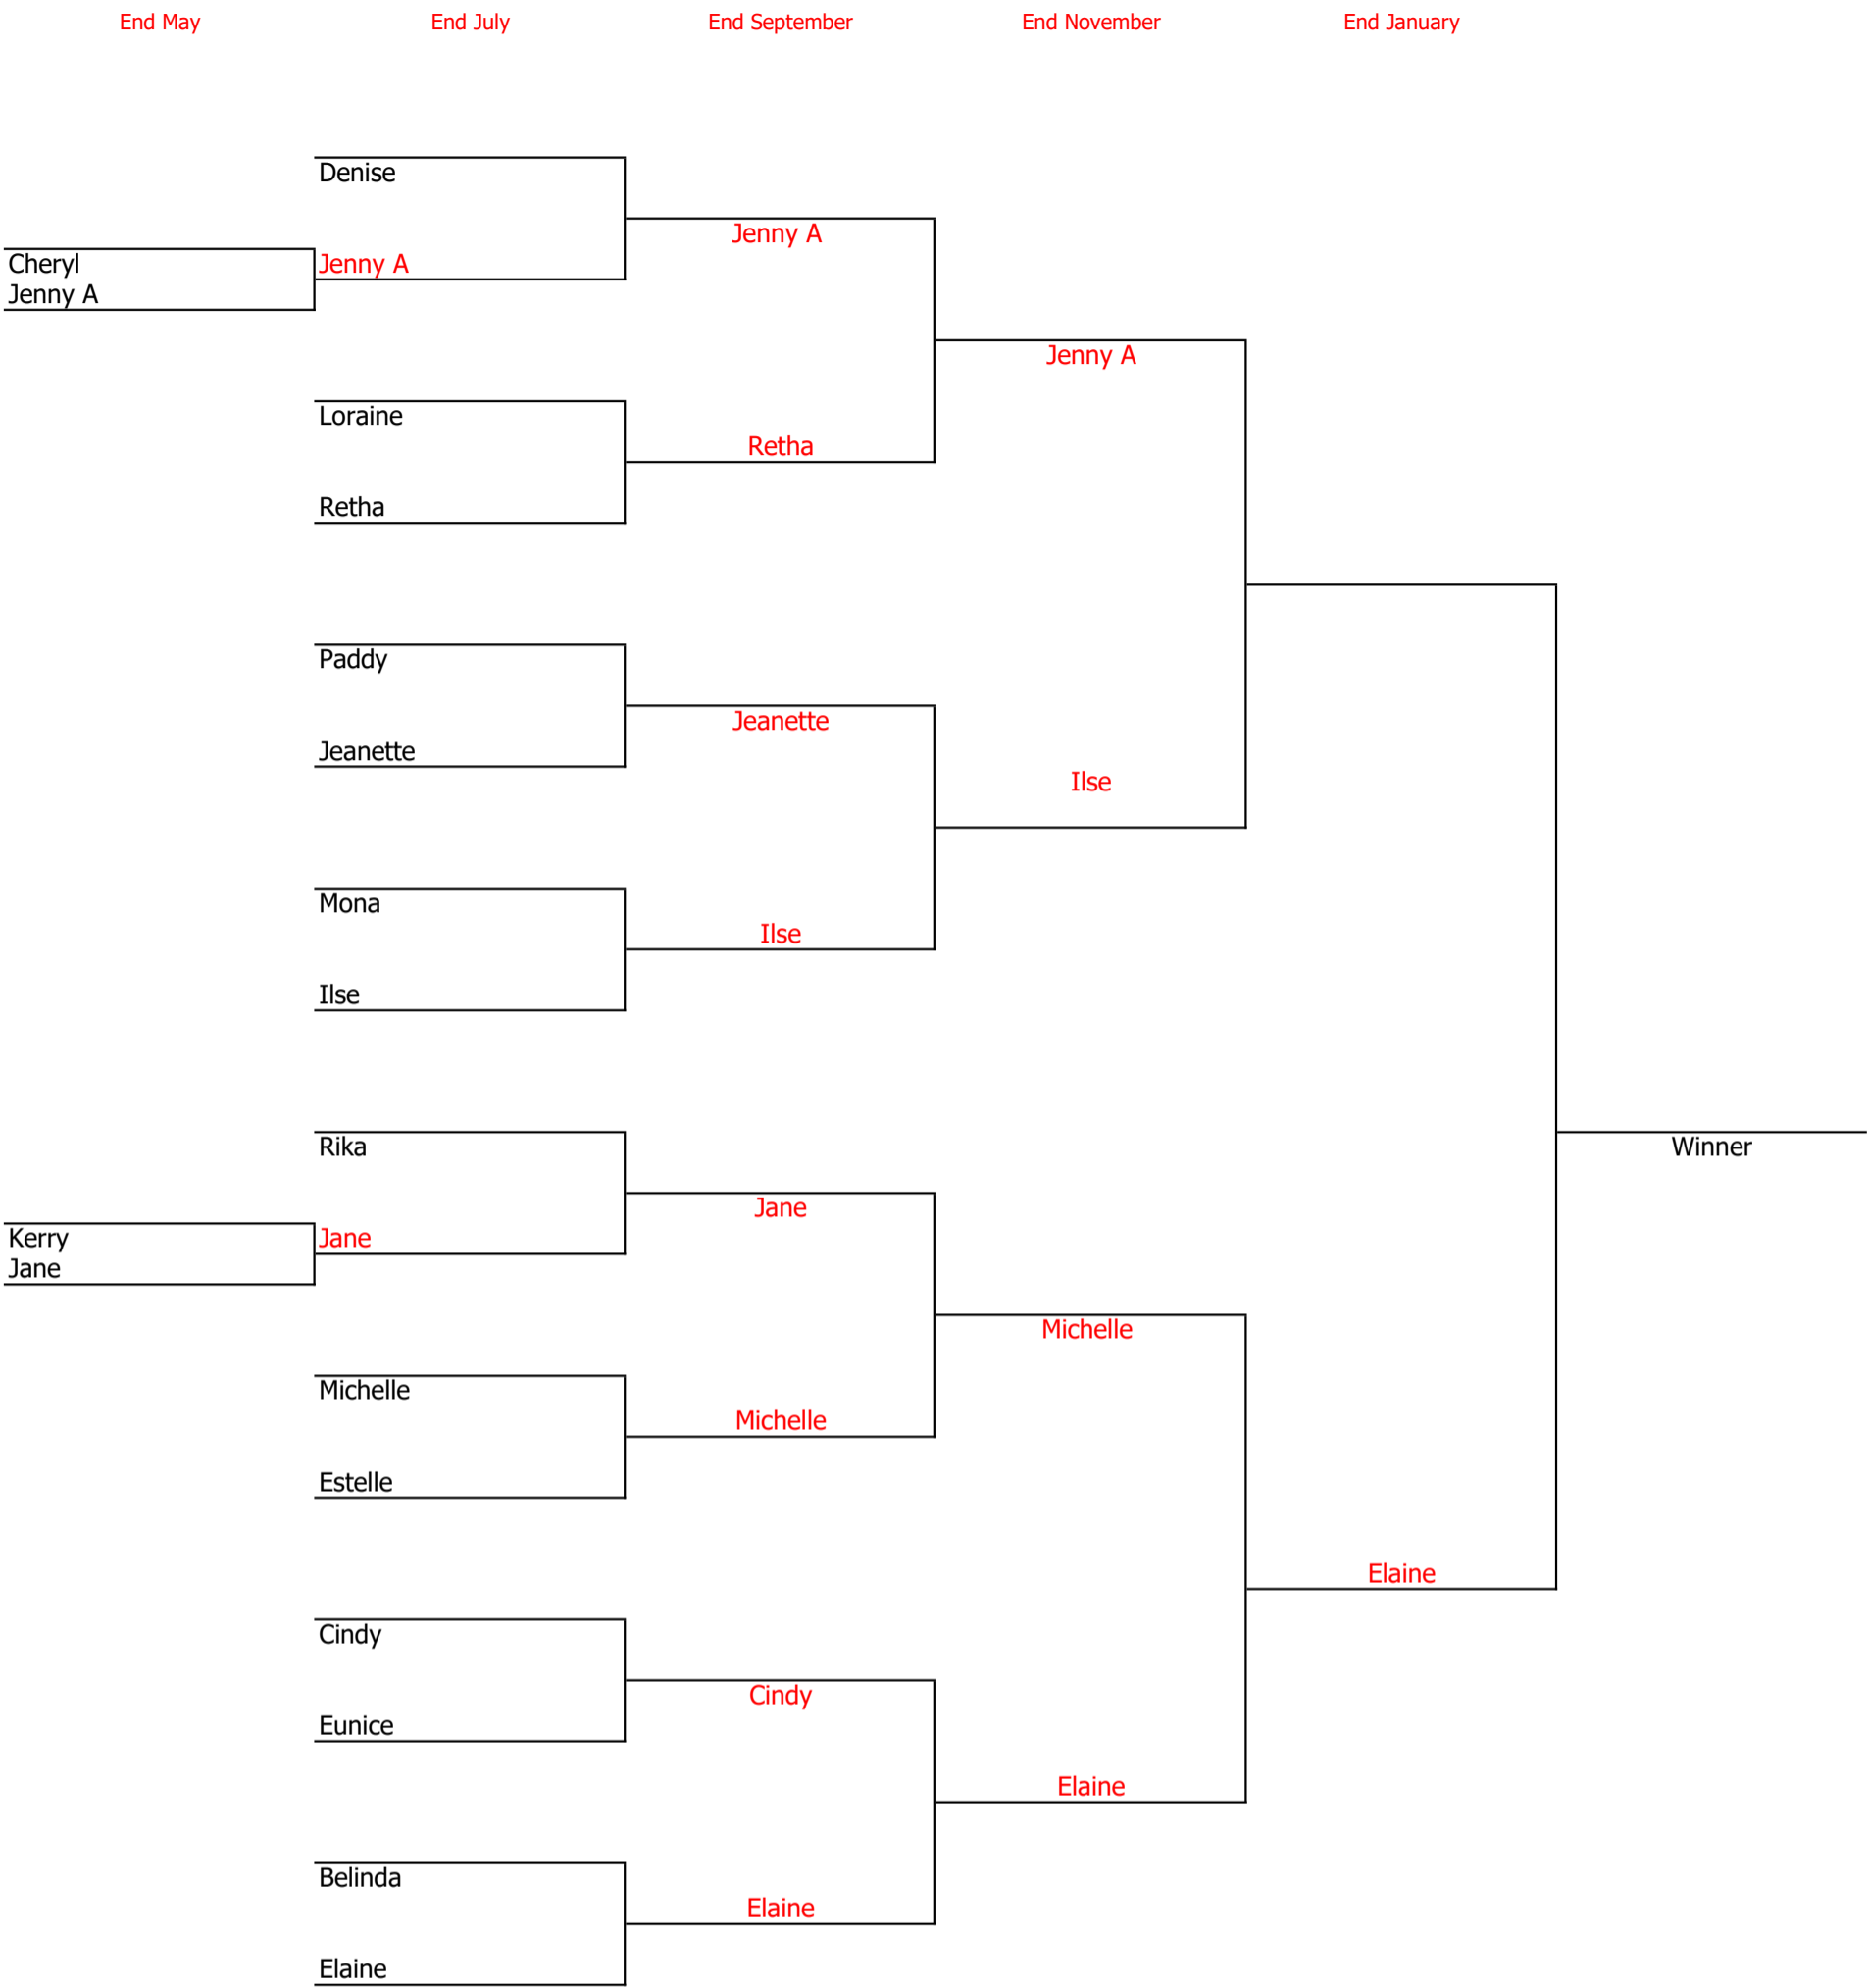 End May End July End September End November End January
Denise
Jenny A
Cheryl
Jenny A
Jenny A
Jenny A
Loraine
Retha
Retha
Paddy
Jeanette
Jeanette
Ilse
Mona
Ilse
Ilse
Rika
Winner
Jane
Kerry
Jane
Jane
Michelle
Michelle
Michelle
Estelle
Elaine
Cindy
Cindy
Eunice
Elaine
Belinda
Elaine
Elaine